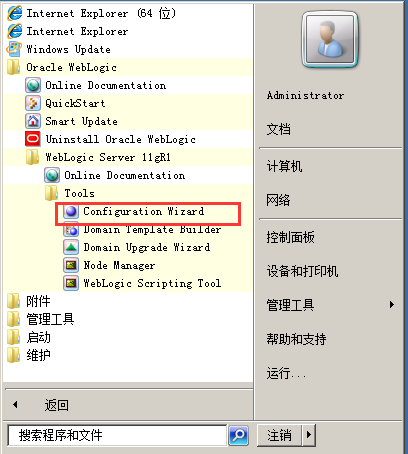 Internet Explorer (64 位)
Internet Explorer
Windows Update
Oracle WebLogic
Online Documentation
QuickStart
Smart Update
Uninstall Oracle WebLogic
WebLogic Server 11gR1
Online Documentation
Tools
Configuration Wizard
Domain Template Builder
Domain Upgrade Wizard
Node Manager
WebLogic Scripting Tool
附件
管理工具
启动
维护
返回
搜索程序和文件
Administrator
文档
计算机
网络
控制面板
设备和打印机
管理工具
帮助和支持
运行...
注销